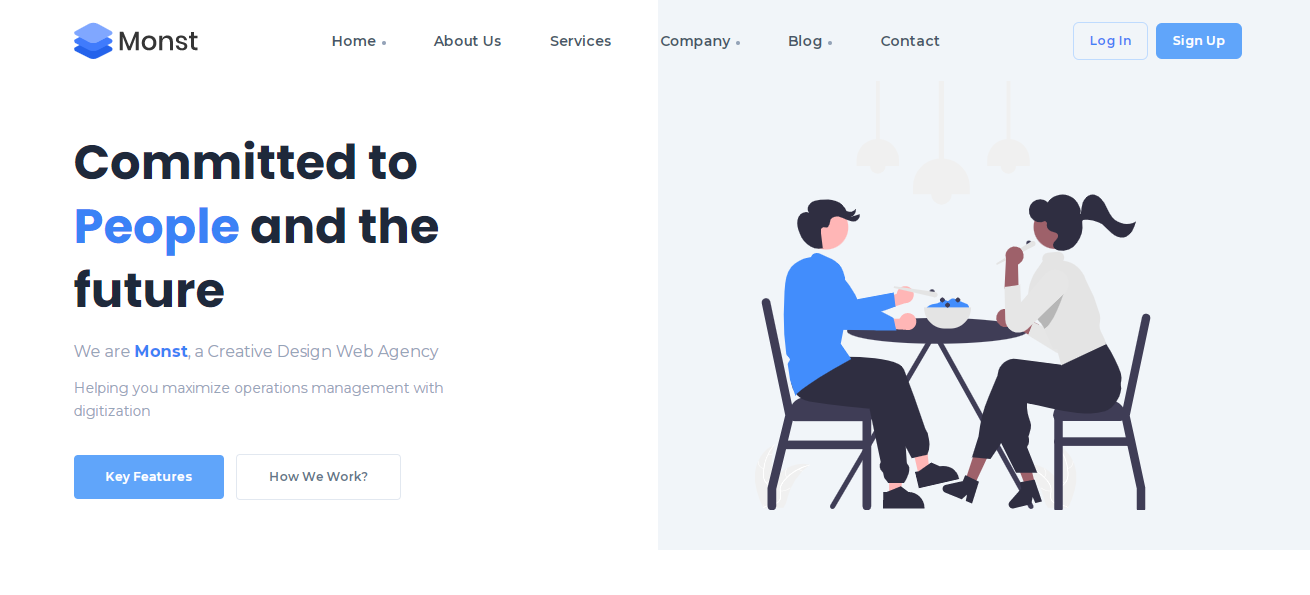 Monst
Home
About Us
Services
Company
Blog
Contact
Log In
Sign Up
Committed to
People and the
future
We are Monst, a Creative Design Web Agency
Helping you maximize operations management with
digitization
Key Features
How We Work?